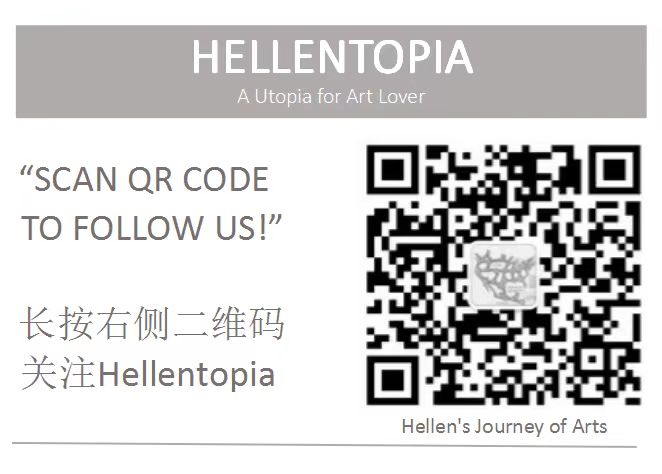 HELLENTOPIA
A Utopia for Art Lover
“SCAN QR CODE
TO FOLLOW US!”
长按右侧二维码
关注Hellentopia
Hellen's Journey of Arts